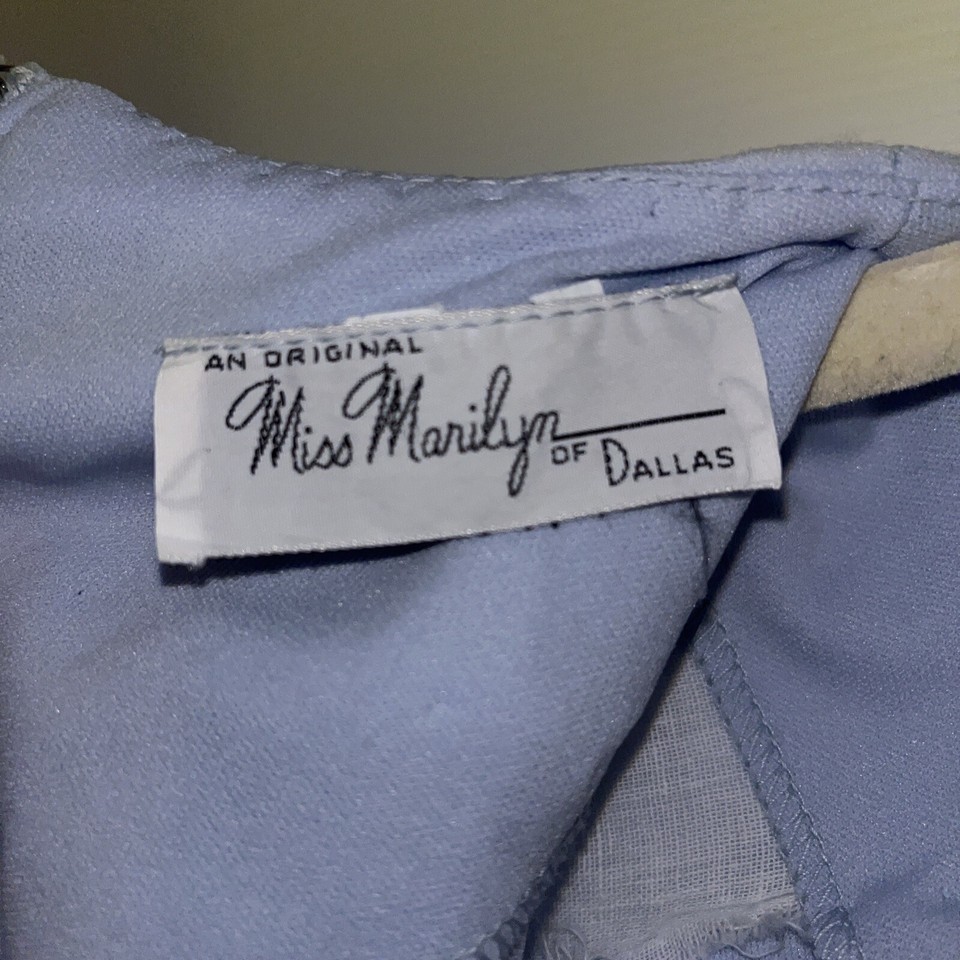 AN ORIGINAL
Miss Marilyn
OF DALLAS